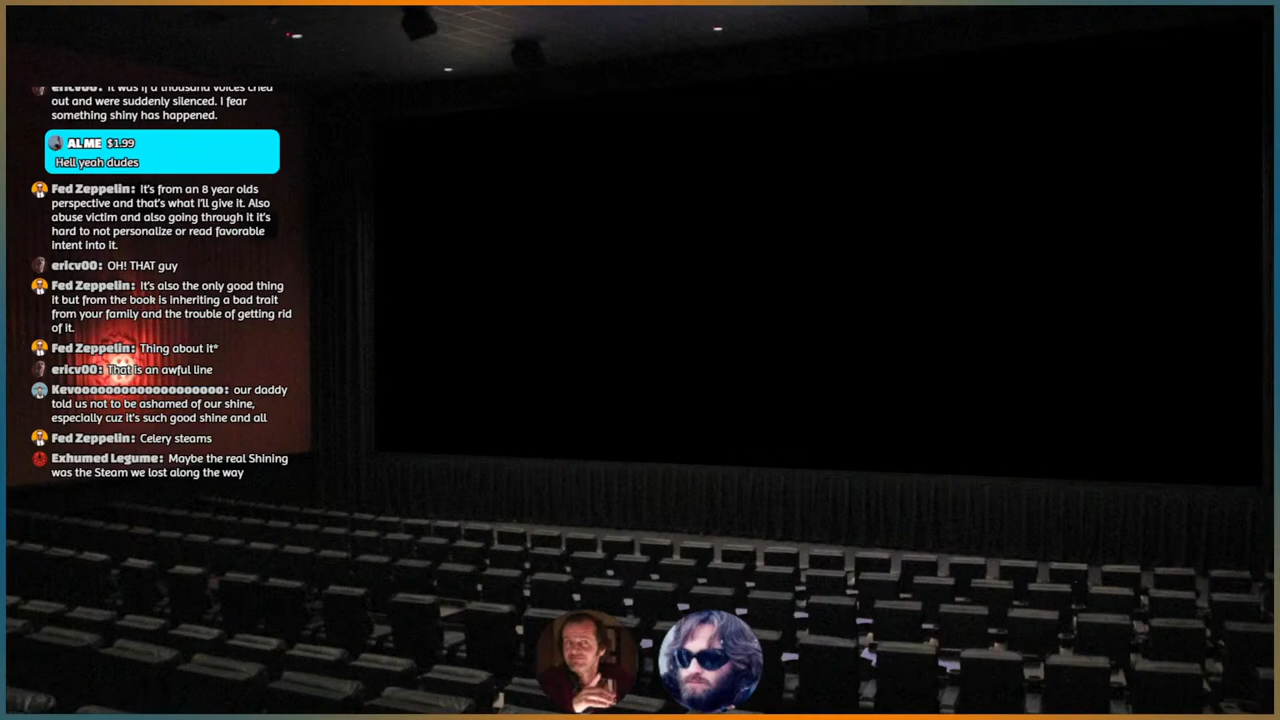 ericv00: It was if a thousand voices cried
out and were suddenly silenced. I fear
something shiny has happened.
AL ME $1.99
Hell yeah dudes
Fed Zeppelin: It's from an 8 year olds
perspective and that's what I'll give it. Also
abuse victim and also going through it it's
hard to not personalize or read favorable
intent into it.
ericv00: OH! THAT guy
Fed Zeppelin: It's also the only good thing
it but from the book is inheriting a bad trait
from your family and the trouble of getting rid
of it.
Fed Zeppelin: Thing about it*
ericv00: That is an awful line
Kevooooooooooooooooooo: our daddy
told us not to be ashamed of our shine,
especially cuz it's such good shine and all
Fed Zeppelin: Celery steams
Exhumed Legume: Maybe the real Shining
was the Steam we lost along the way